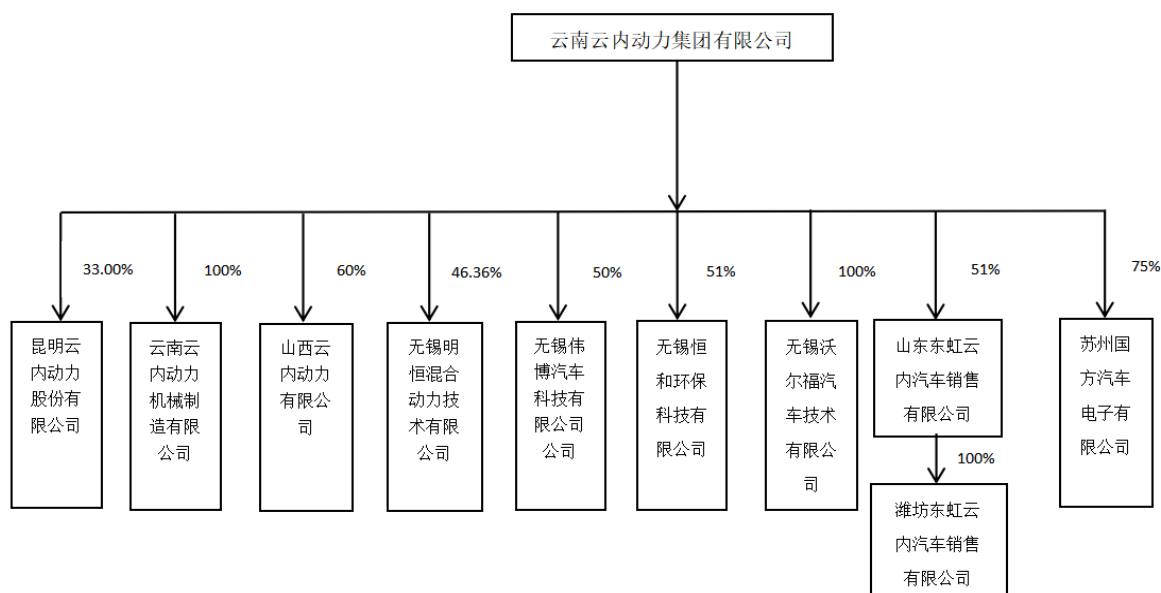 云南云内动力集团有限公司
33.00%
100%
60%
46.36%
50%
51%
100%
51%
75%
昆明云
内动力
股份有
限公司
云南云
内动力
机械制
造有限
公司
山西云
内动力
有限公
司
无锡明
恒混合
动力技
术有限
公司
无锡伟
博汽车
科技有
限公司公
公司
无锡恒
和环保
科技有
限公司
无锡沃
尔福汽
车技术
有限公
司
山东东虹云
内汽车销售
有限公司
苏州国
方汽车
电子有
限公司
100%
潍坊东虹云
内汽车销售
有限公司